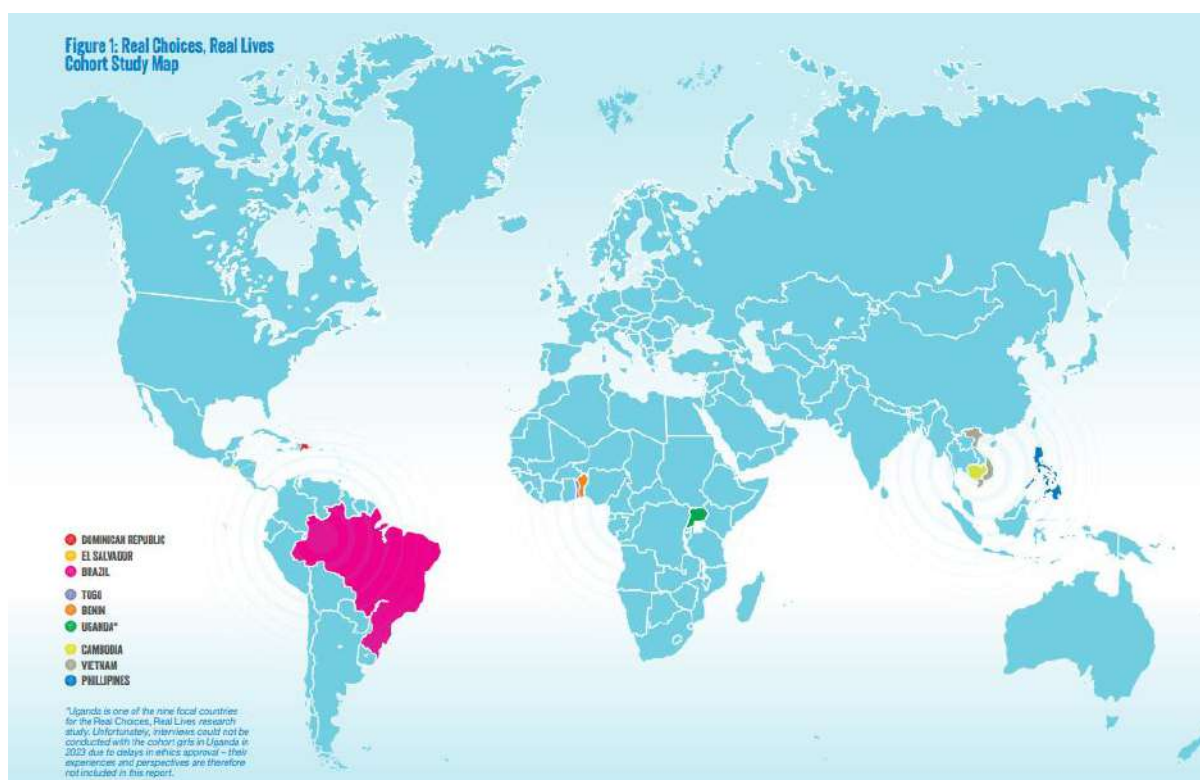 Figure 1: Real Choices, Real Lives
Cohort Study Map
DOMINICAN REPUBLIC
EL SALVADOR
BRAZIL
TOGO
BENIN
UGANDA*
CAMBODIA
VIETNAM
PHILLIPINES
*Uganda is one of the nine focal countries
for the Real Choices, Real Lives research
study. Unfortunately, interviews could not be
conducted with the cohort girls in Uganda in
2023 due to delays in ethics approval – their
experiences and perspectives are therefore
not included in this report.